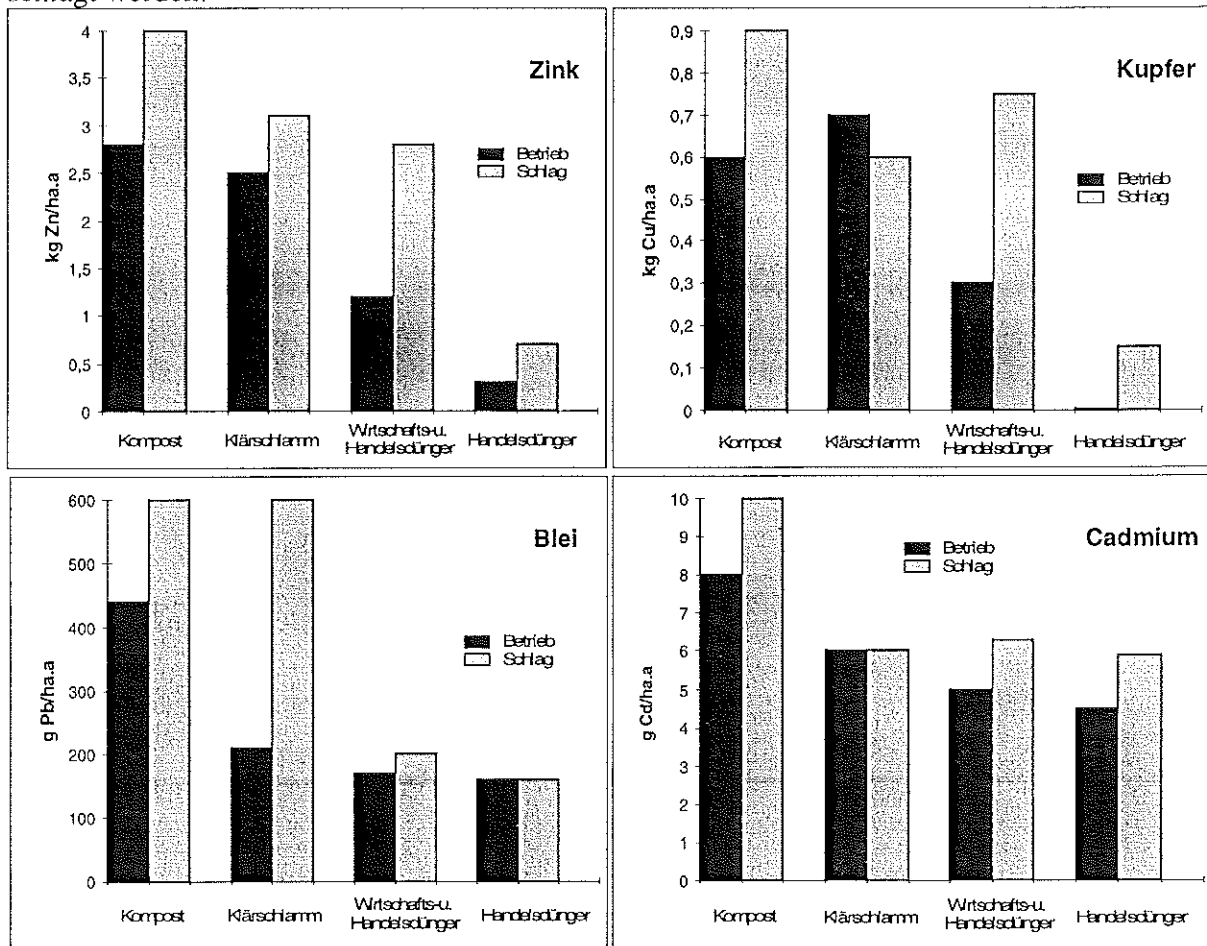 schlagt werden.
Zink
kg Zn/ha.a
4
3,5
3
2,5
2
1,5
1
0,5
0
Betrieb
Schlag
Kompost
Klärschlamm
Wirtschafts-u.
Handelsdünger
Handelsdünger
Kupfer
kg Cu/ha.a
0,9
0,8
0,7
0,6
0,5
0,4
0,3
0,2
0,1
0
Betrieb
Schlag
Kompost
Klärschlamm
Wirtschafts-u.
Handelsdünger
Handelsdünger
Blei
g Pb/ha.a
600
500
400
300
200
100
0
Betrieb
Schlag
Kompost
Klärschlamm
Wirtschafts-u.
Handelsdünger
Handelsdünger
Cadmium
g Cd/ha.a
10
9
8
7
6
5
4
3
2
1
0
Betrieb
Schlag
Kompost
Klärschlamm
Wirtschafts-u.
Handelsdünger
Handelsdünger